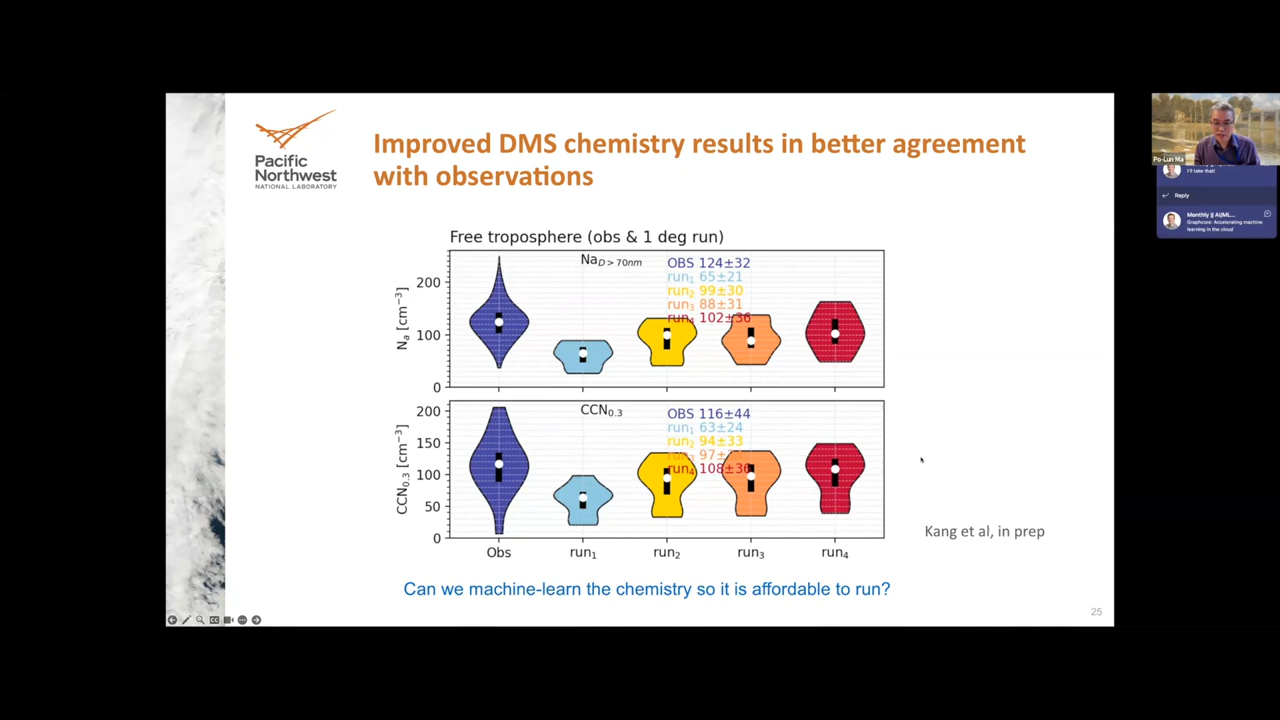 Pacific
Northwest
NATIONAL LABORATORY
Improved DMS chemistry results in better agreement
with observations
Free troposphere (obs & 1 deg run)
Na D>70nm
OBS 124±32
run1 65±21
run2 99±30
run3 88±31
run4 102±36
Na [cm−3]
200
100
0
CCN0.3
OBS 116±44
run1 63±24
run2 94±33
97±
run4 108±36
CCN0.3 [cm−3]
200
150
100
50
0
Obs run1 run2 run3 run4
Kang et al, in prep
Can we machine-learn the chemistry so it is affordable to run?
25
Po-Lun Ma
I'll take that!
Reply
Monthly || AI/ML...
Graphcore: Accelerating machine
learning in the cloud